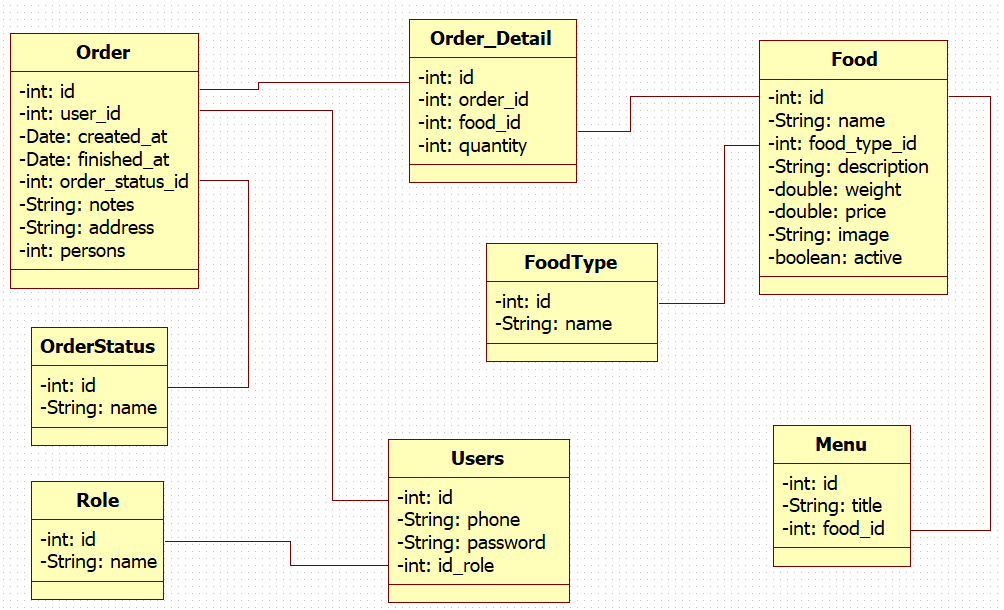 Order
-int: id
-int: user_id
-Date: created_at
-Date: finished_at
-int: order_status_id
-String: notes
-String: address
-int: persons
Order_Detail
-int: id
-int: order_id
-int: food_id
-int: quantity
Food
-int: id
-String: name
-int: food_type_id
-String: description
-double: weight
-double: price
-String: image
-boolean: active
FoodType
-int: id
-String: name
OrderStatus
-int: id
-String: name
Users
-int: id
-String: phone
-String: password
-int: id_role
Menu
-int: id
-String: title
-int: food_id
Role
-int: id
-String: name